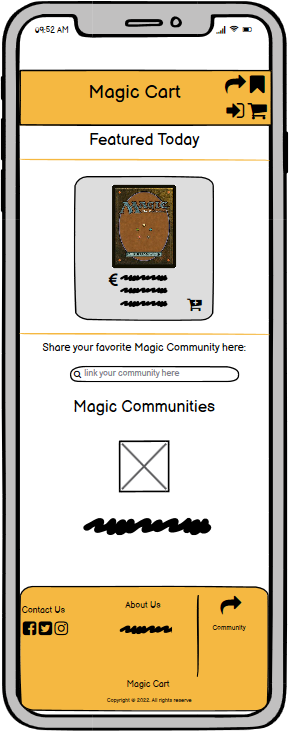 09:52 AM
Magic Cart
Featured Today
MAGIC
€
Share your favorite Magic Community here:
link your community here
Magic Communities
Contact Us
About Us
Community
Magic Cart
Copyright © 2022. All rights reserve